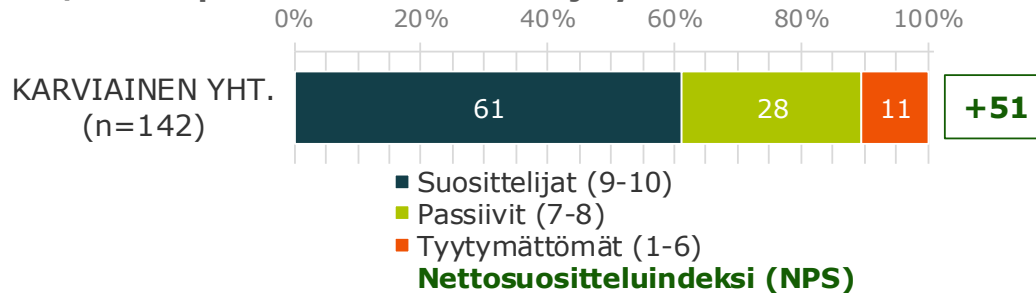 0% 20% 40% 60% 80% 100%
KARVIAINEN YHT.
(n=142)
61 28 11 +51
Suosittelijat (9-10)
Passiivit (7-8)
Tyytymättömät (1-6)
Nettosuositteluindeksi (NPS)